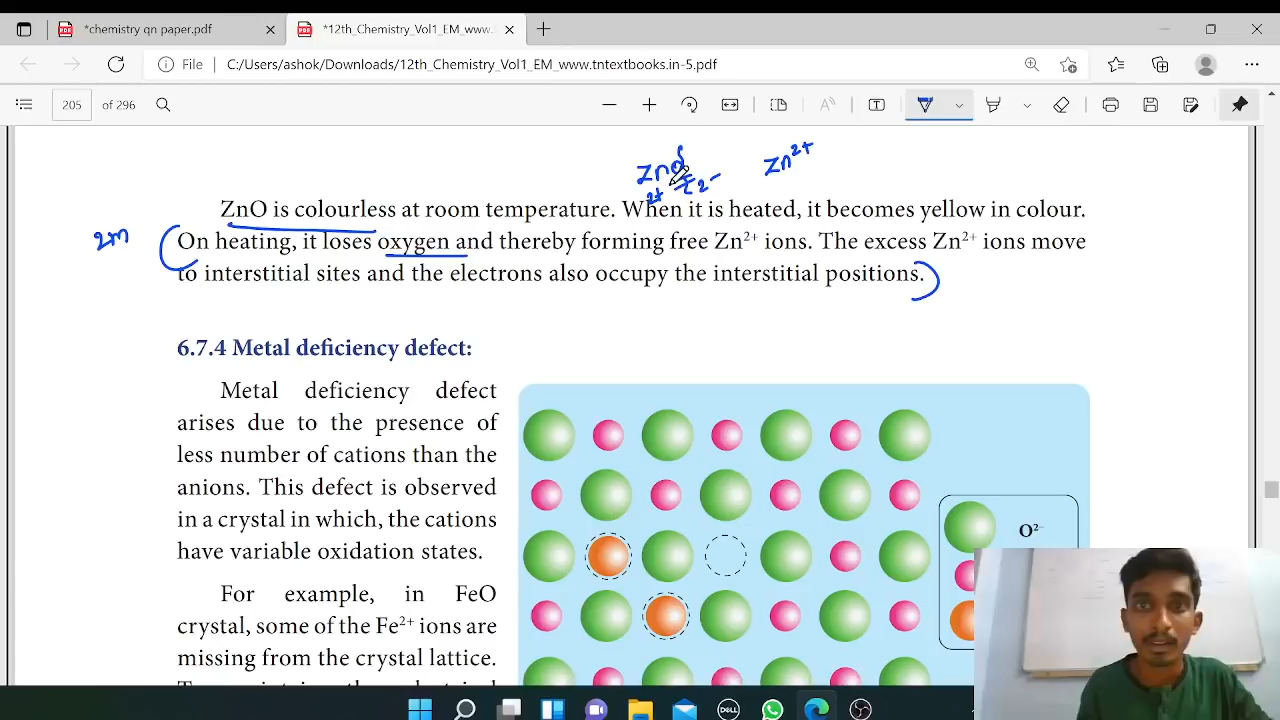 *chemistry qn paper.pdf
*12th_Chemistry_Vol1_EM_www.
File
C:/Users/ashok/Downloads/12th_Chemistry_Vol1_EM_www.tntextbooks.in-5.pdf
205 of 296
Zn
Zn²⁺
2+
2-
ZnO is colourless at room temperature. When it is heated, it becomes yellow in colour.
2m
On heating, it loses oxygen and thereby forming free Zn²⁺ ions. The excess Zn²⁺ ions move
to interstitial sites and the electrons also occupy the interstitial positions.
6.7.4 Metal deficiency defect:
Metal deficiency defect
arises due to the presence of
less number of cations than the
anions. This defect is observed
in a crystal in which, the cations
have variable oxidation states.
For example, in FeO
crystal, some of the Fe²⁺ ions are
missing from the crystal lattice.
O²⁻
DELL